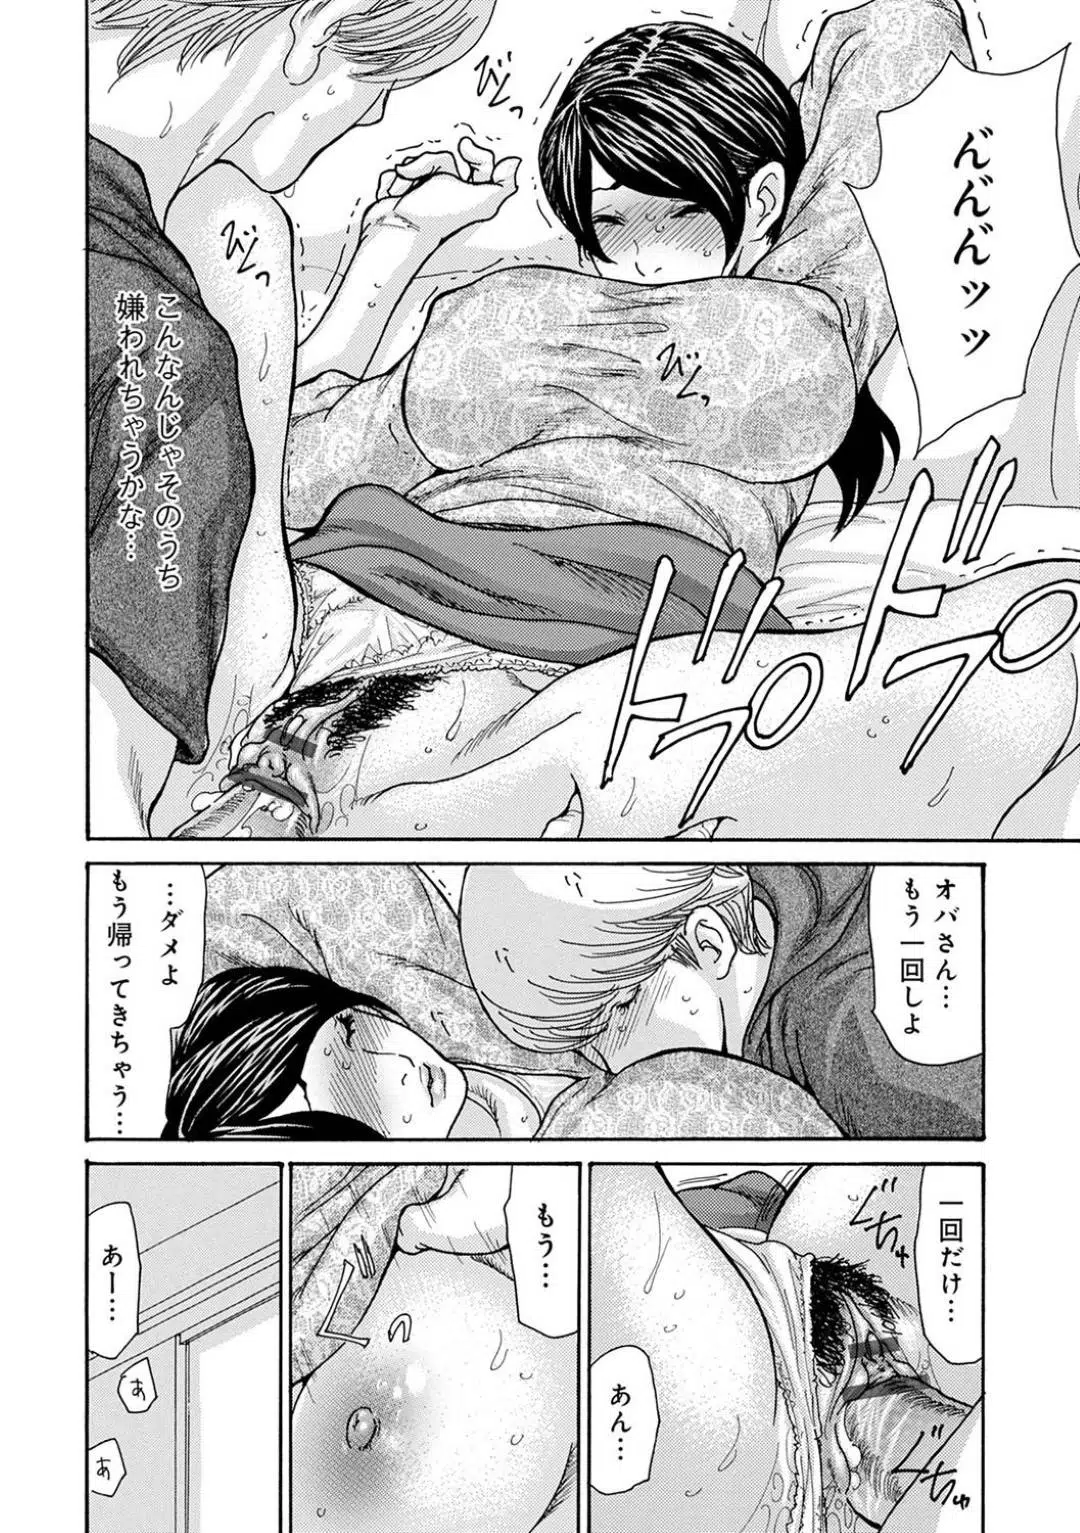 ん゛ん゛ん゛ッッ
びっ
びっ
びっ
こんなんじゃそのうち
嫌われちゃうかな…
ドプッ
ドプッ
オバさん…
もう一回しよ
…ダメよ
もう帰ってきちゃう…
一回だけ…
ぐちゅ
ぐちゅ
あん…
もう…
くっ
あー…
あ
あ